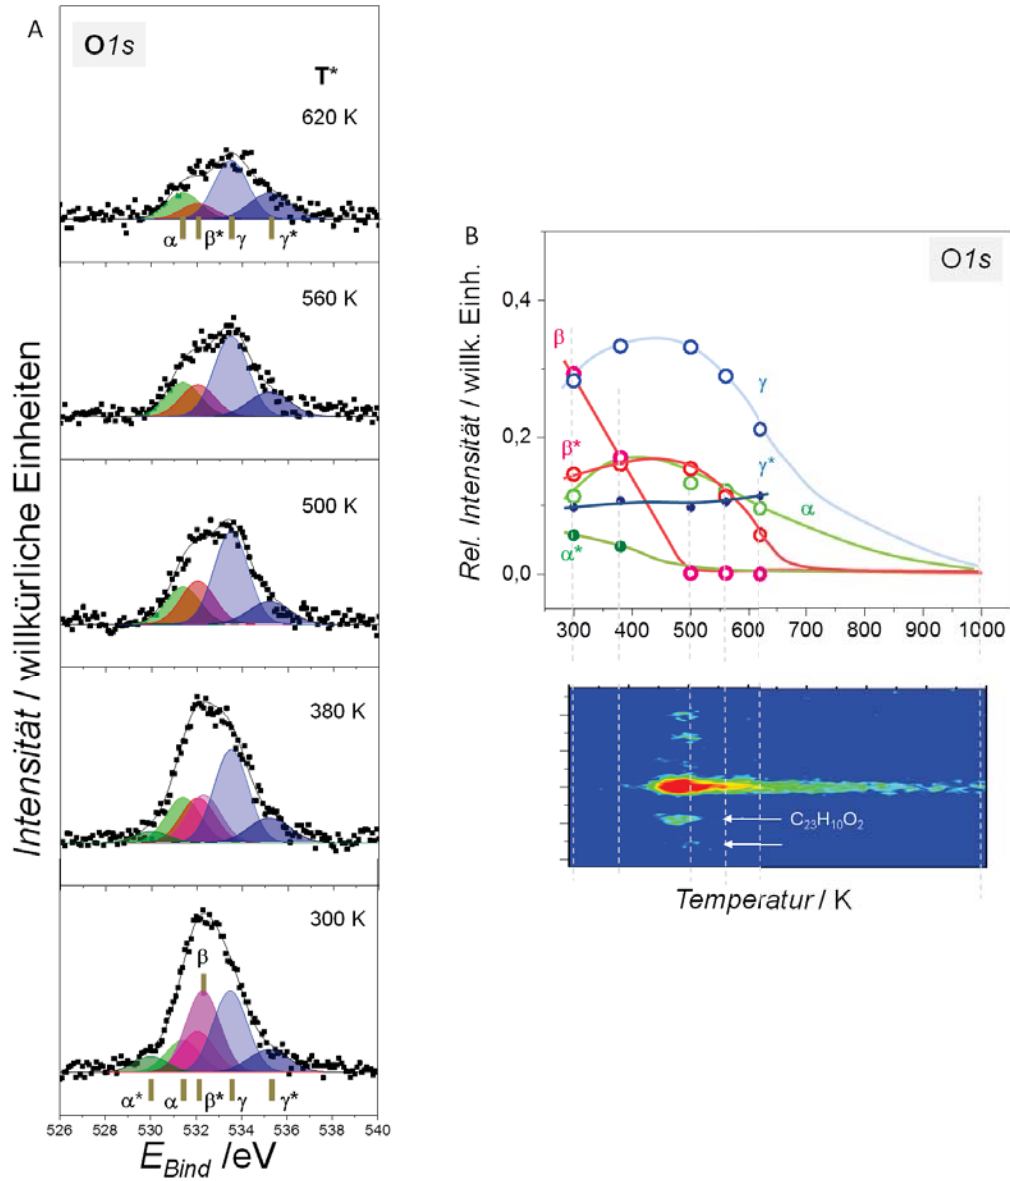 A
O1s
T*
620 K
α β* γ γ*
560 K
500 K
380 K
300 K
β
α* α β* γ γ*
526 528 530 532 534 536 538 540
E_Bind /eV
Intensität / willkürliche Einheiten
B
O1s
Rel. Intensität / willk. Einh.
0,4
0,2
0,0
β
γ
β*
γ*
α
α*
300 400 500 600 700 800 900 1000
C₂₃H₁₀O₂
Temperatur / K